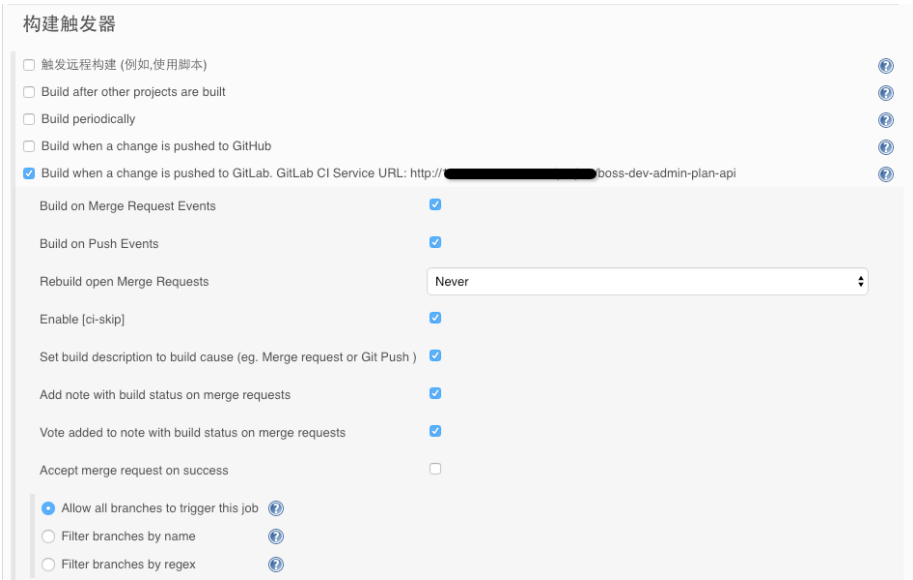 构建触发器
触发远程构建 (例如,使用脚本)
Build after other projects are built
Build periodically
Build when a change is pushed to GitHub
Build when a change is pushed to GitLab. GitLab CI Service URL: http:// /boss-dev-admin-plan-api
Build on Merge Request Events
Build on Push Events
Rebuild open Merge Requests Never
Enable [ci-skip]
Set build description to build cause (eg. Merge request or Git Push )
Add note with build status on merge requests
Vote added to note with build status on merge requests
Accept merge request on success
Allow all branches to trigger this job
Filter branches by name
Filter branches by regex